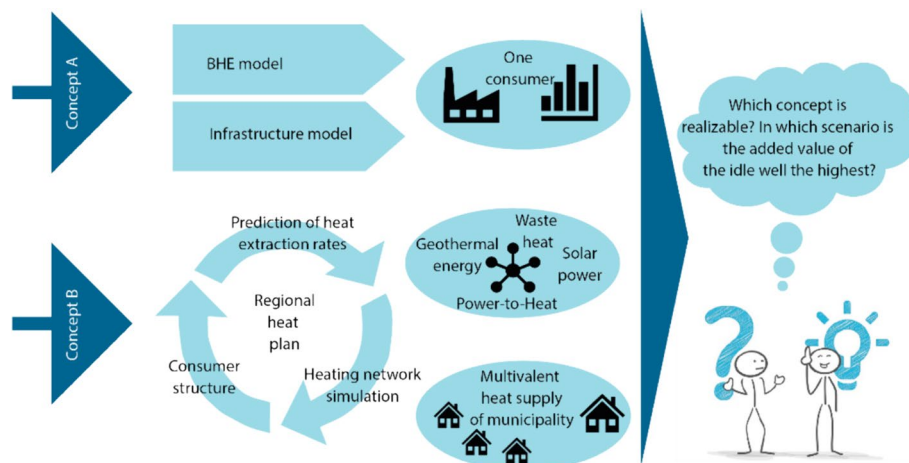 Concept A
BHE model
Infrastructure model
One
consumer
Concept B
Prediction of heat
extraction rates
Regional
heat
plan
Consumer
structure
Heating network
simulation
Waste
heat
Geothermal
energy
Solar
power
Power-to-Heat
Multivalent
heat supply
of municipality
Which concept is
realizable? In which scenario is
the added value of
the idle well the highest?